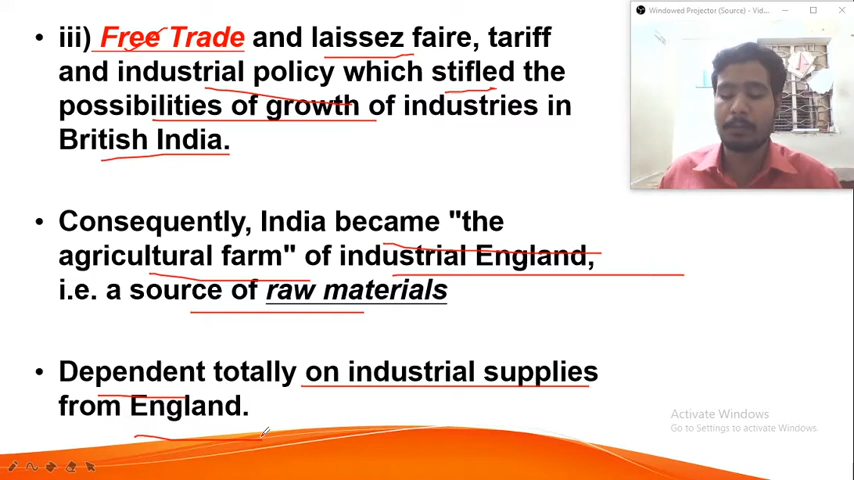 Windowed Projector (Source) - Vid...
• iii) Free Trade and laissez faire, tariff
and industrial policy which stifled the
possibilities of growth of industries in
British India.
• Consequently, India became "the
agricultural farm" of industrial England,
i.e. a source of raw materials
• Dependent totally on industrial supplies
from England.
Activate Windows
Go to Settings to activate Windows.